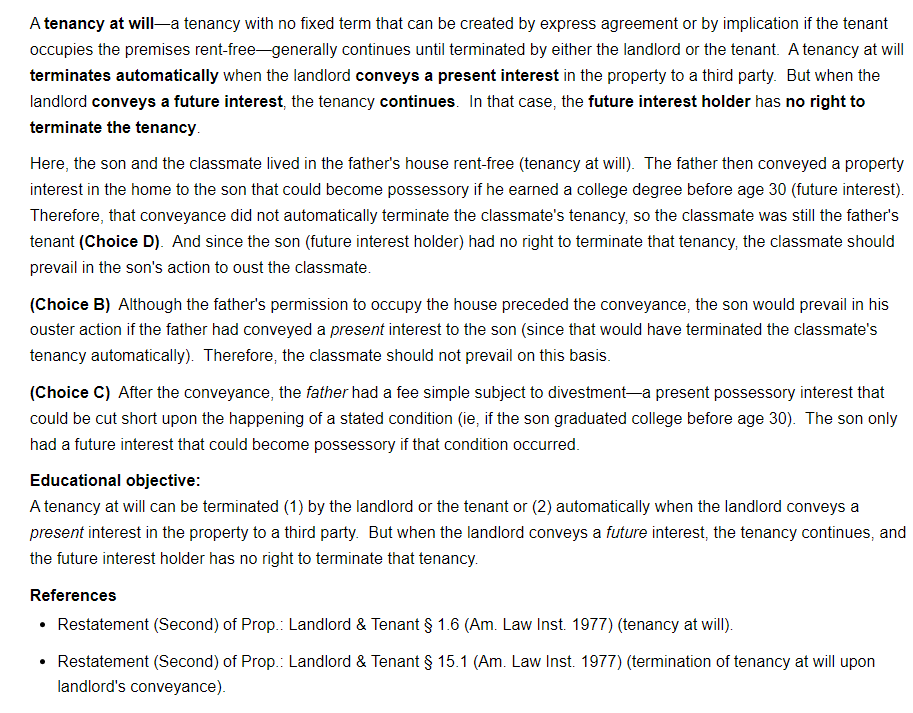 A tenancy at will—a tenancy with no fixed term that can be created by express agreement or by implication if the tenant
occupies the premises rent-free—generally continues until terminated by either the landlord or the tenant.  A tenancy at will
terminates automatically when the landlord conveys a present interest in the property to a third party.  But when the
landlord conveys a future interest, the tenancy continues.  In that case, the future interest holder has no right to
terminate the tenancy.
Here, the son and the classmate lived in the father's house rent-free (tenancy at will).  The father then conveyed a property
interest in the home to the son that could become possessory if he earned a college degree before age 30 (future interest).
Therefore, that conveyance did not automatically terminate the classmate's tenancy, so the classmate was still the father's
tenant (Choice D).  And since the son (future interest holder) had no right to terminate that tenancy, the classmate should
prevail in the son's action to oust the classmate.
(Choice B)  Although the father's permission to occupy the house preceded the conveyance, the son would prevail in his
ouster action if the father had conveyed a present interest to the son (since that would have terminated the classmate's
tenancy automatically).  Therefore, the classmate should not prevail on this basis.
(Choice C)  After the conveyance, the father had a fee simple subject to divestment—a present possessory interest that
could be cut short upon the happening of a stated condition (ie, if the son graduated college before age 30).  The son only
had a future interest that could become possessory if that condition occurred.
Educational objective:
A tenancy at will can be terminated (1) by the landlord or the tenant or (2) automatically when the landlord conveys a
present interest in the property to a third party.  But when the landlord conveys a future interest, the tenancy continues, and
the future interest holder has no right to terminate that tenancy.
References
• Restatement (Second) of Prop.: Landlord & Tenant § 1.6 (Am. Law Inst. 1977) (tenancy at will).
• Restatement (Second) of Prop.: Landlord & Tenant § 15.1 (Am. Law Inst. 1977) (termination of tenancy at will upon
landlord's conveyance).